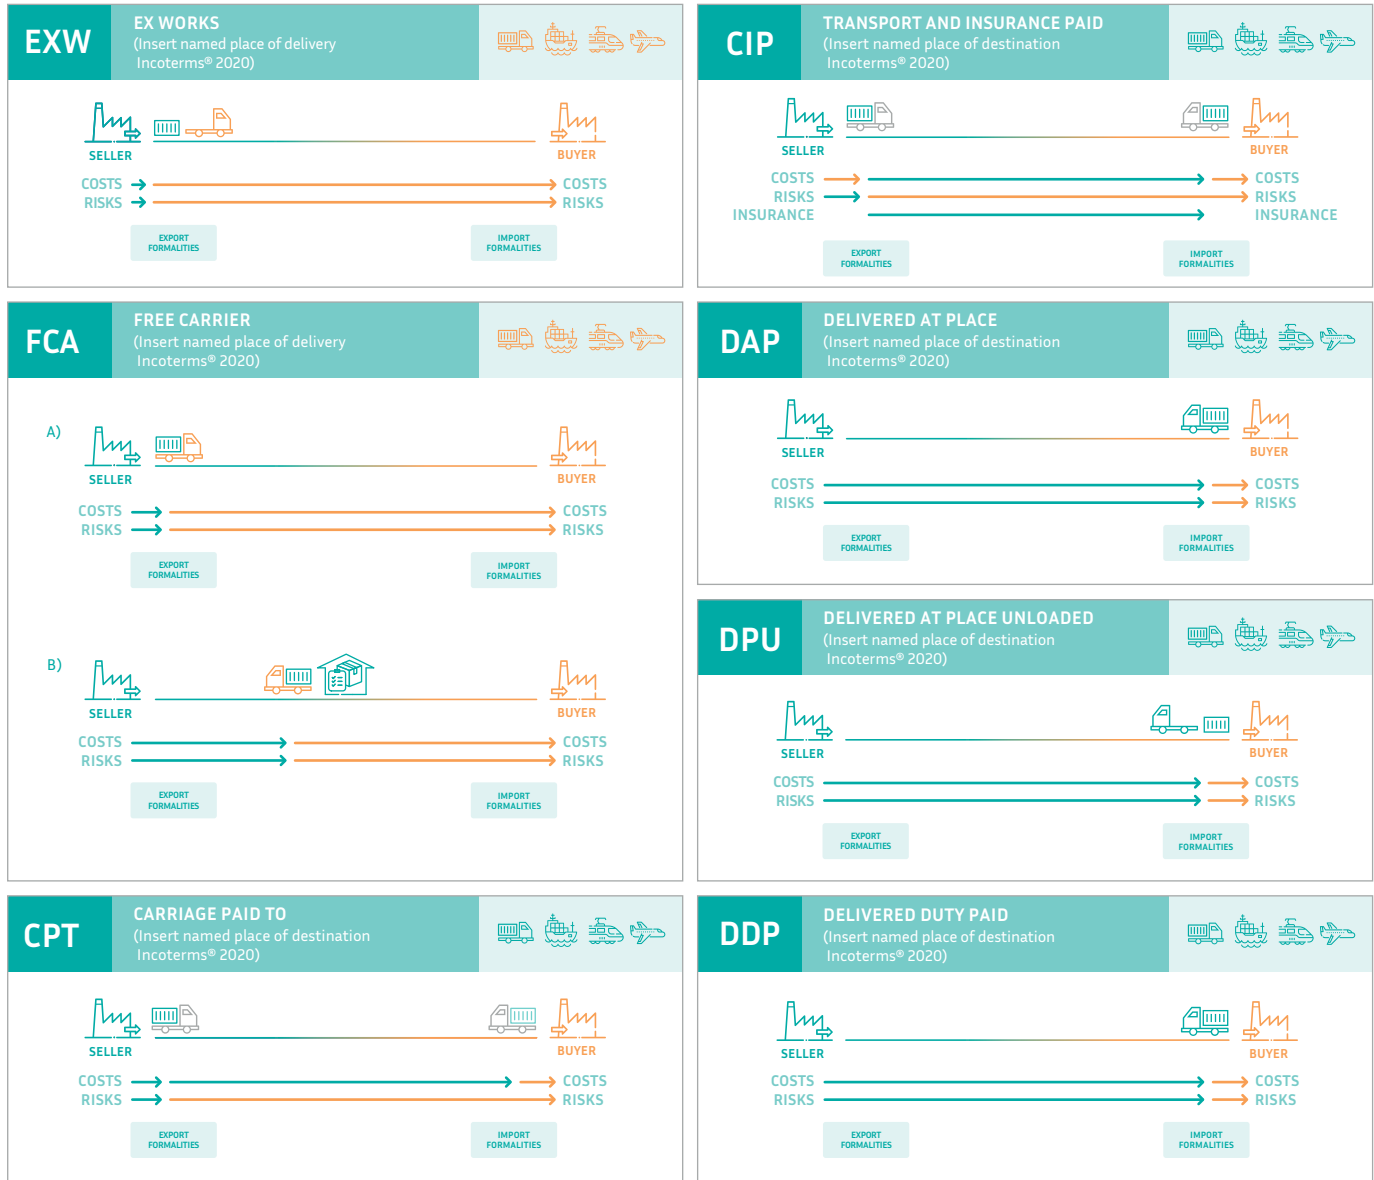 EXW
EX WORKS
(Insert named place of delivery
Incoterms® 2020)
SELLER
BUYER
COSTS
COSTS
RISKS
RISKS
EXPORT
FORMALITIES
IMPORT
FORMALITIES
FCA
FREE CARRIER
(Insert named place of delivery
Incoterms® 2020)
A)
SELLER
BUYER
COSTS
COSTS
RISKS
RISKS
EXPORT
FORMALITIES
IMPORT
FORMALITIES
B)
SELLER
BUYER
COSTS
COSTS
RISKS
RISKS
EXPORT
FORMALITIES
IMPORT
FORMALITIES
CPT
CARRIAGE PAID TO
(Insert named place of destination
Incoterms® 2020)
SELLER
BUYER
COSTS
COSTS
RISKS
RISKS
EXPORT
FORMALITIES
IMPORT
FORMALITIES
CIP
TRANSPORT AND INSURANCE PAID
(Insert named place of destination
Incoterms® 2020)
SELLER
BUYER
COSTS
COSTS
RISKS
RISKS
INSURANCE
INSURANCE
EXPORT
FORMALITIES
IMPORT
FORMALITIES
DAP
DELIVERED AT PLACE
(Insert named place of destination
Incoterms® 2020)
SELLER
BUYER
COSTS
COSTS
RISKS
RISKS
EXPORT
FORMALITIES
IMPORT
FORMALITIES
DPU
DELIVERED AT PLACE UNLOADED
(Insert named place of destination
Incoterms® 2020)
SELLER
BUYER
COSTS
COSTS
RISKS
RISKS
EXPORT
FORMALITIES
IMPORT
FORMALITIES
DDP
DELIVERED DUTY PAID
(Insert named place of destination
Incoterms® 2020)
SELLER
BUYER
COSTS
COSTS
RISKS
RISKS
EXPORT
FORMALITIES
IMPORT
FORMALITIES